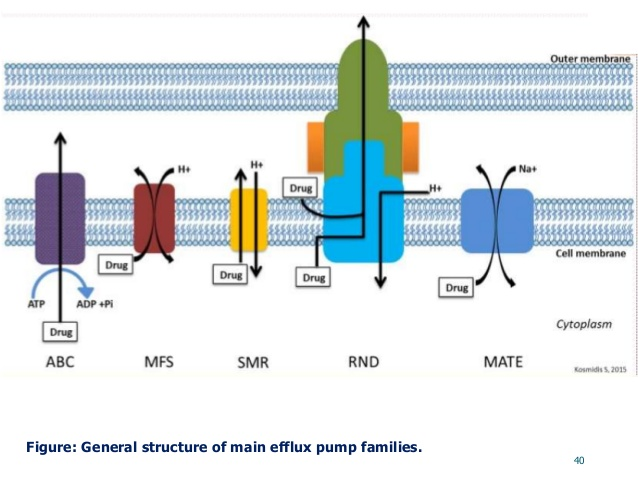 Outer membrane
H+
H+
Drug
H+
Na+
Cell membrane
Drug
Drug
Drug
Drug
ATP
ADP +Pi
Drug
Cytoplasm
ABC
MFS
SMR
RND
MATE
Kosmidis S, 2015
Figure: General structure of main efflux pump families.
40